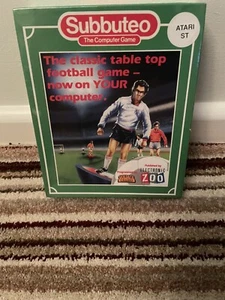 Subbuteo
The Computer Game
ATARI
ST
The classic table top
football game –
now on YOUR
computer.
ELECTRONIC
ZOO